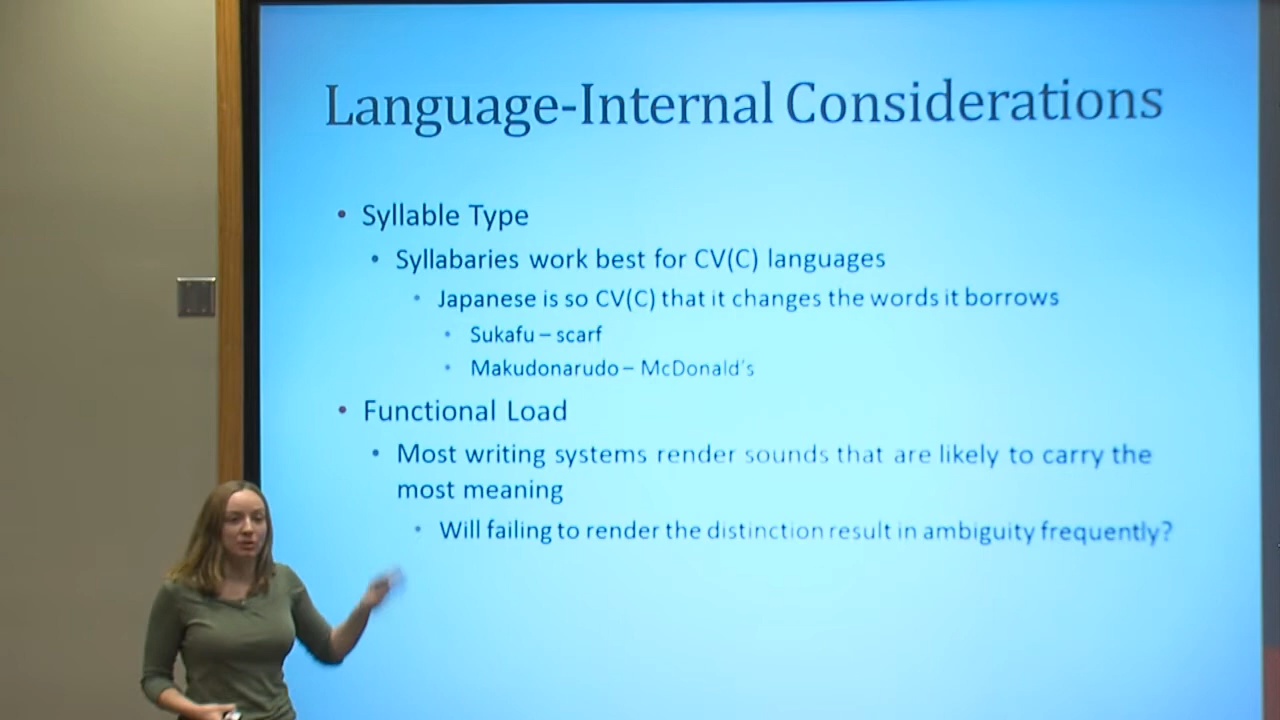 Language-Internal Considerations
• Syllable Type
• Syllabaries work best for CV(C) languages
• Japanese is so CV(C) that it changes the words it borrows
• Sukafu – scarf
• Makudonarudo – McDonald's
• Functional Load
• Most writing systems render sounds that are likely to carry the
most meaning
• Will failing to render the distinction result in ambiguity frequently?